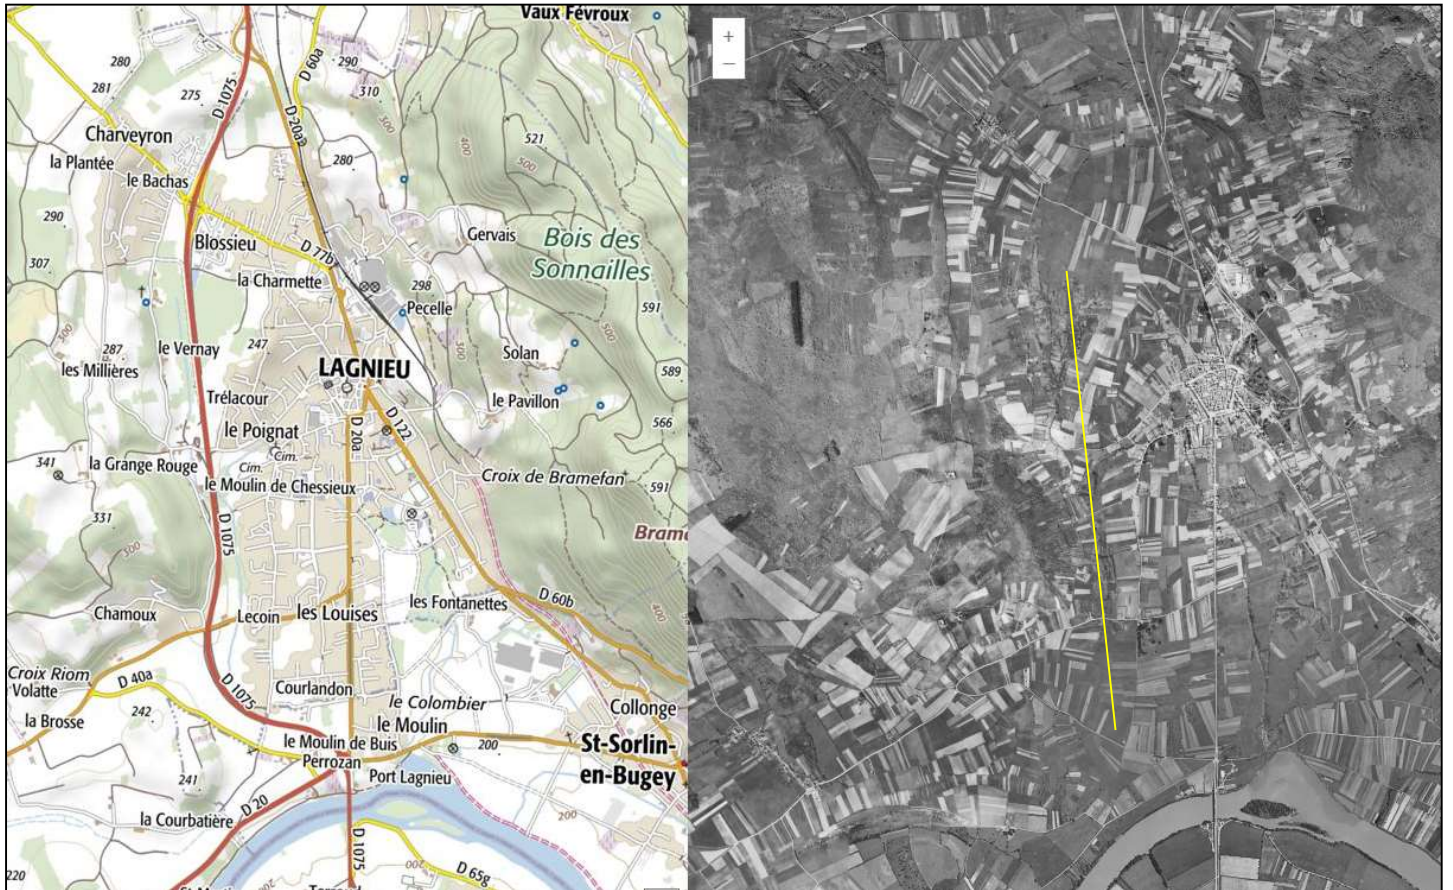 Vaux Févroux
+
–
280
D 60a
290
281
275
D 1075
310
300
521
Charveyron
D 20a
400
500
la Plantée
le Bachas
280
290
Blossieu
Gervais
Bois des
Sonnailles
307
D 77b
la Charmette
298
591
Pecelle
300
247
le Vernay
287
les Millières
Solan
589
LAGNIEU
Trélacour
le Pavillon
566
le Poignat
D 20a
D 122
341
la Grange Rouge
Cim.
Cim.
le Moulin de Chessieux
Croix de Bramefan
591
331
D 1075
300
Bram
D 60b
400
Chamoux
Lecoin
les Louises
les Fontanettes
Croix Riom
Volatte
D 40a
D 1075
Courlandon
le Colombier
Collonge
la Brosse
242
le Moulin
le Moulin de Buis
200
St-Sorlin-
en-Bugey
Perrozan
241
Port Lagnieu
D 20
200
la Courbatière
D 1075
D 65g
200
220